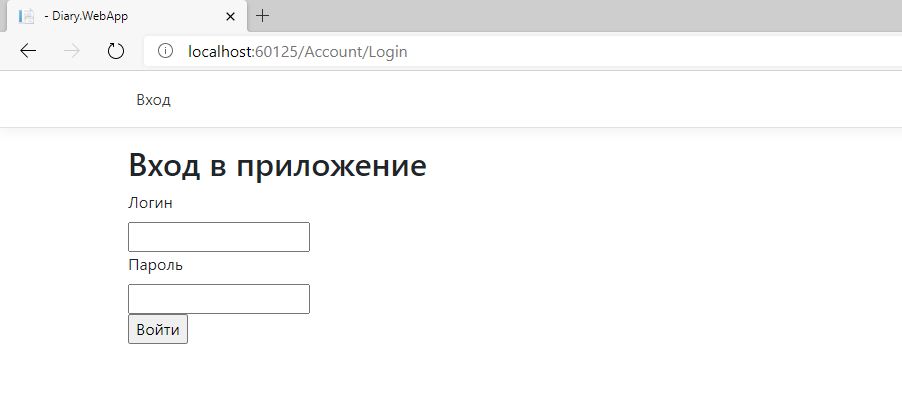 - Diary.WebApp
localhost:60125/Account/Login
Вход
Вход в приложение
Логин
Пароль
Войти